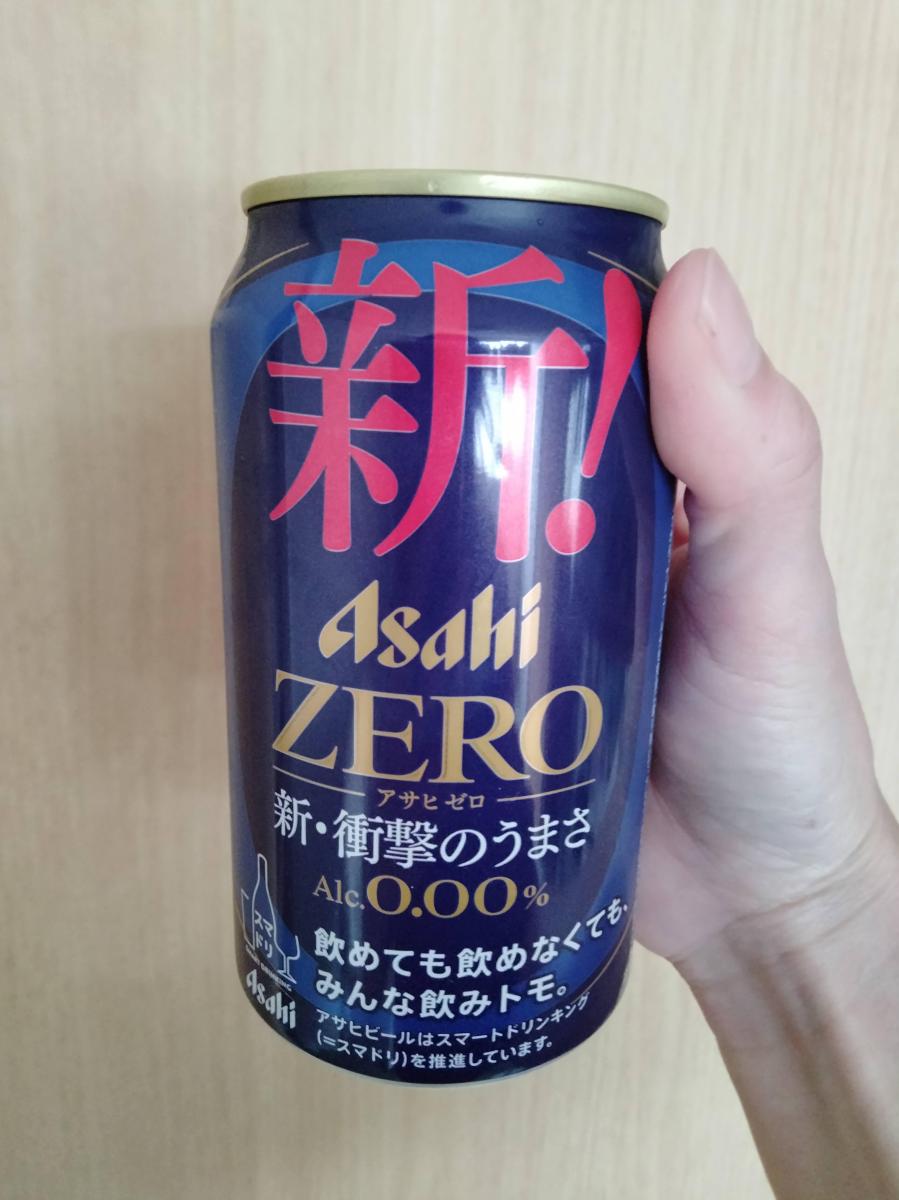 新!
Asahi
ZERO
アサヒゼロ
新・衝撃のうまさ
Alc.0.00%
スマ
ドリ
Asahi
飲めても飲めなくても、
みんな飲みトモ。
アサヒビールはスマートドリンキング
(=スマドリ)を推進しています。